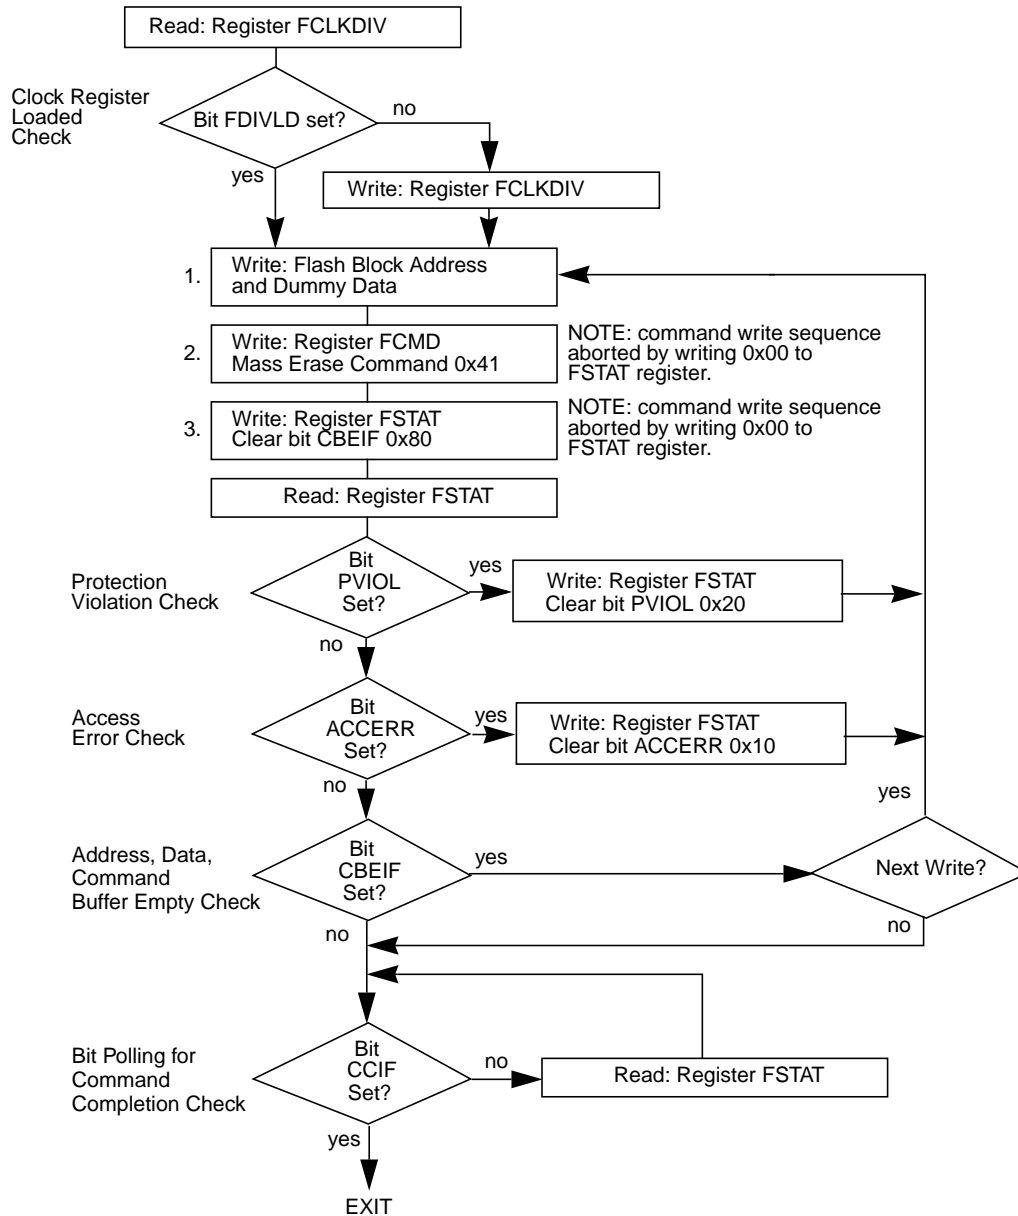 Read: Register FCLKDIV
Clock Register
Loaded
Check
Bit FDIVLD set?
no
yes
Write: Register FCLKDIV
1.
Write: Flash Block Address
and Dummy Data
2.
Write: Register FCMD
Mass Erase Command 0x41
NOTE: command write sequence
aborted by writing 0x00 to
FSTAT register.
3.
Write: Register FSTAT
Clear bit CBEIF 0x80
NOTE: command write sequence
aborted by writing 0x00 to
FSTAT register.
Read: Register FSTAT
Protection
Violation Check
Bit
PVIOL
Set?
yes
Write: Register FSTAT
Clear bit PVIOL 0x20
no
Access
Error Check
Bit
ACCERR
Set?
yes
Write: Register FSTAT
Clear bit ACCERR 0x10
no
yes
Address, Data,
Command
Buffer Empty Check
Bit
CBEIF
Set?
yes
Next Write?
no
no
Bit Polling for
Command
Completion Check
Bit
CCIF
Set?
no
Read: Register FSTAT
yes
EXIT